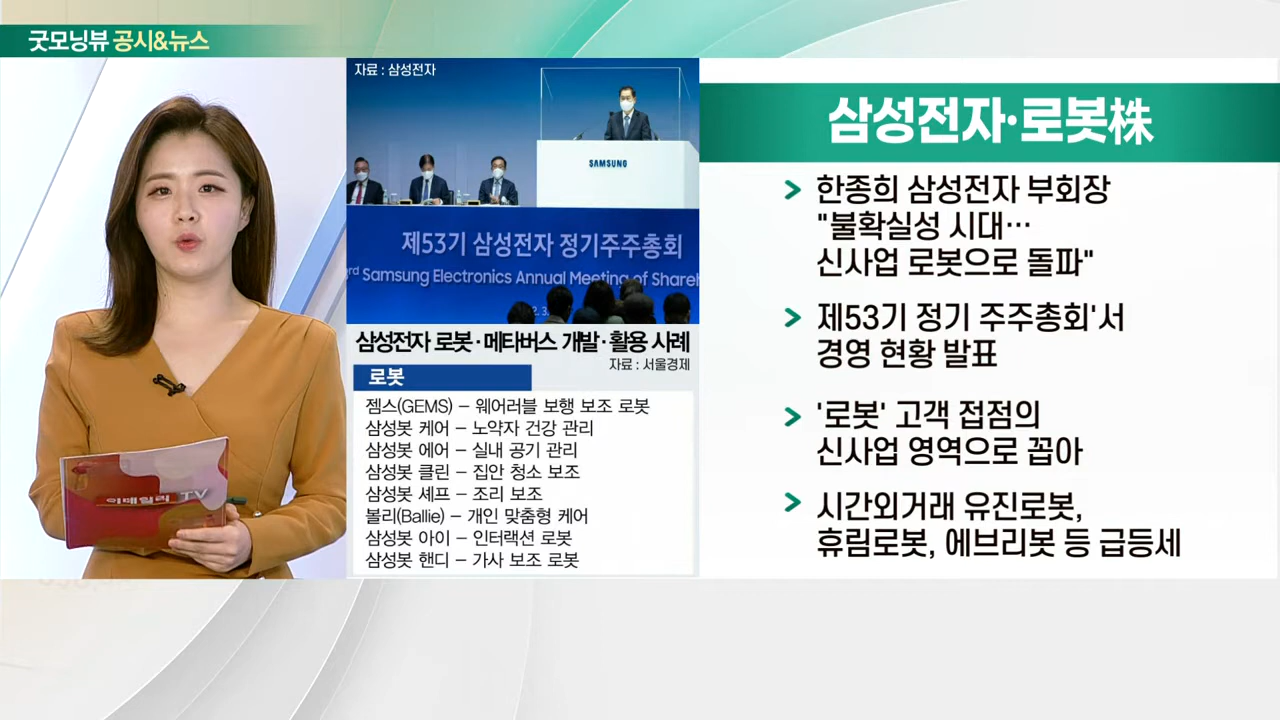 굿모닝뷰 공시&뉴스
자료 : 삼성전자
SAMSUNG
제53기 삼성전자 정기주주총회
rd Samsung Electronics Annual Meeting of Shareh
삼성전자 로봇·메타버스 개발·활용 사례
자료 : 서울경제
로봇
젬스(GEMS) – 웨어러블 보행 보조 로봇
삼성봇 케어 – 노약자 건강 관리
삼성봇 에어 – 실내 공기 관리
삼성봇 클린 – 집안 청소 보조
삼성봇 셰프 – 조리 보조
볼리(Ballie) – 개인 맞춤형 케어
삼성봇 아이 – 인터랙션 로봇
삼성봇 핸디 – 가사 보조 로봇
이데일리 TV
삼성전자·로봇株
한종희 삼성전자 부회장
"불확실성 시대…
신사업 로봇으로 돌파"
제53기 정기 주주총회'서
경영 현황 발표
'로봇' 고객 접점의
신사업 영역으로 꼽아
시간외거래 유진로봇,
휴림로봇, 에브리봇 등 급등세